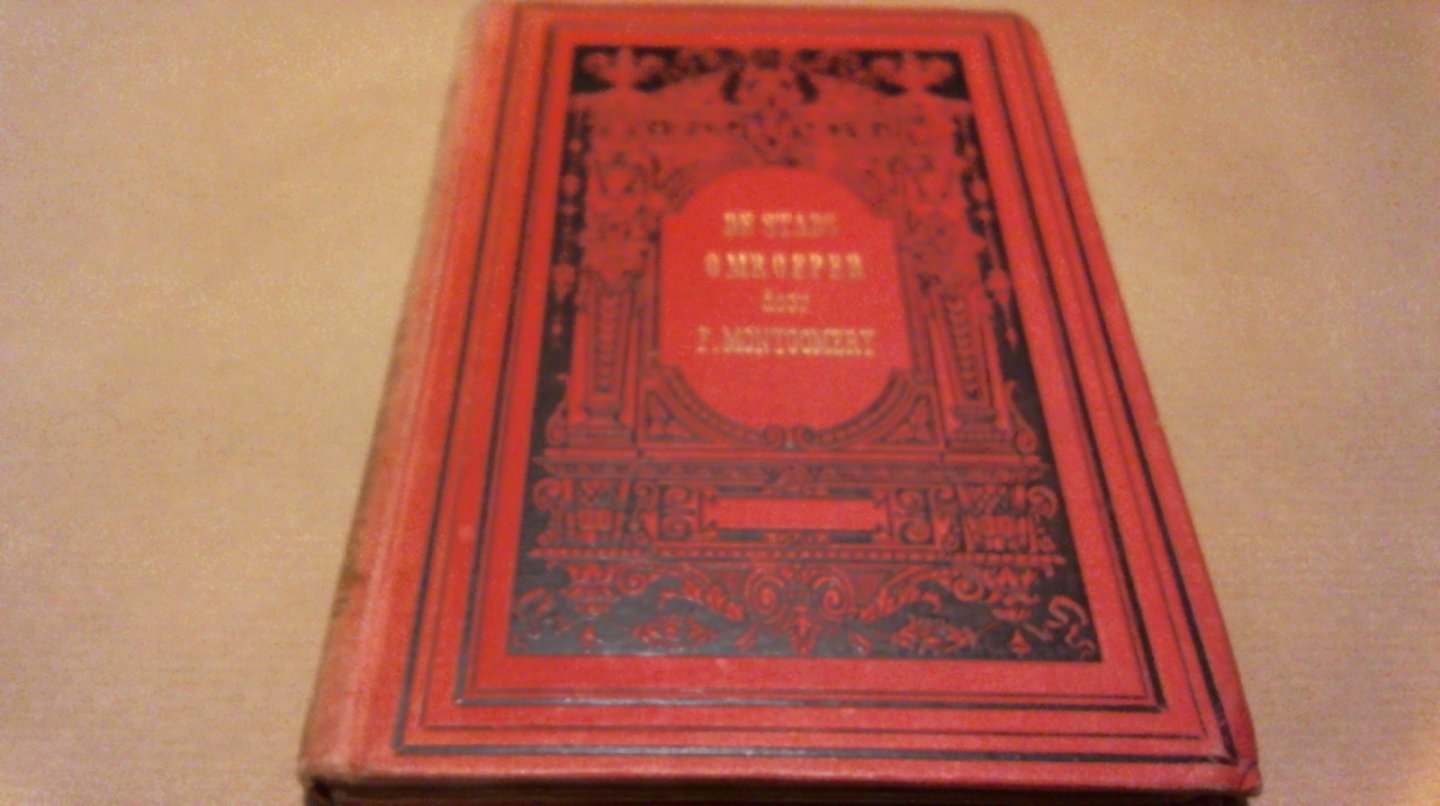 DE STADS
OMROEPER
door
F. MONTGOMERY